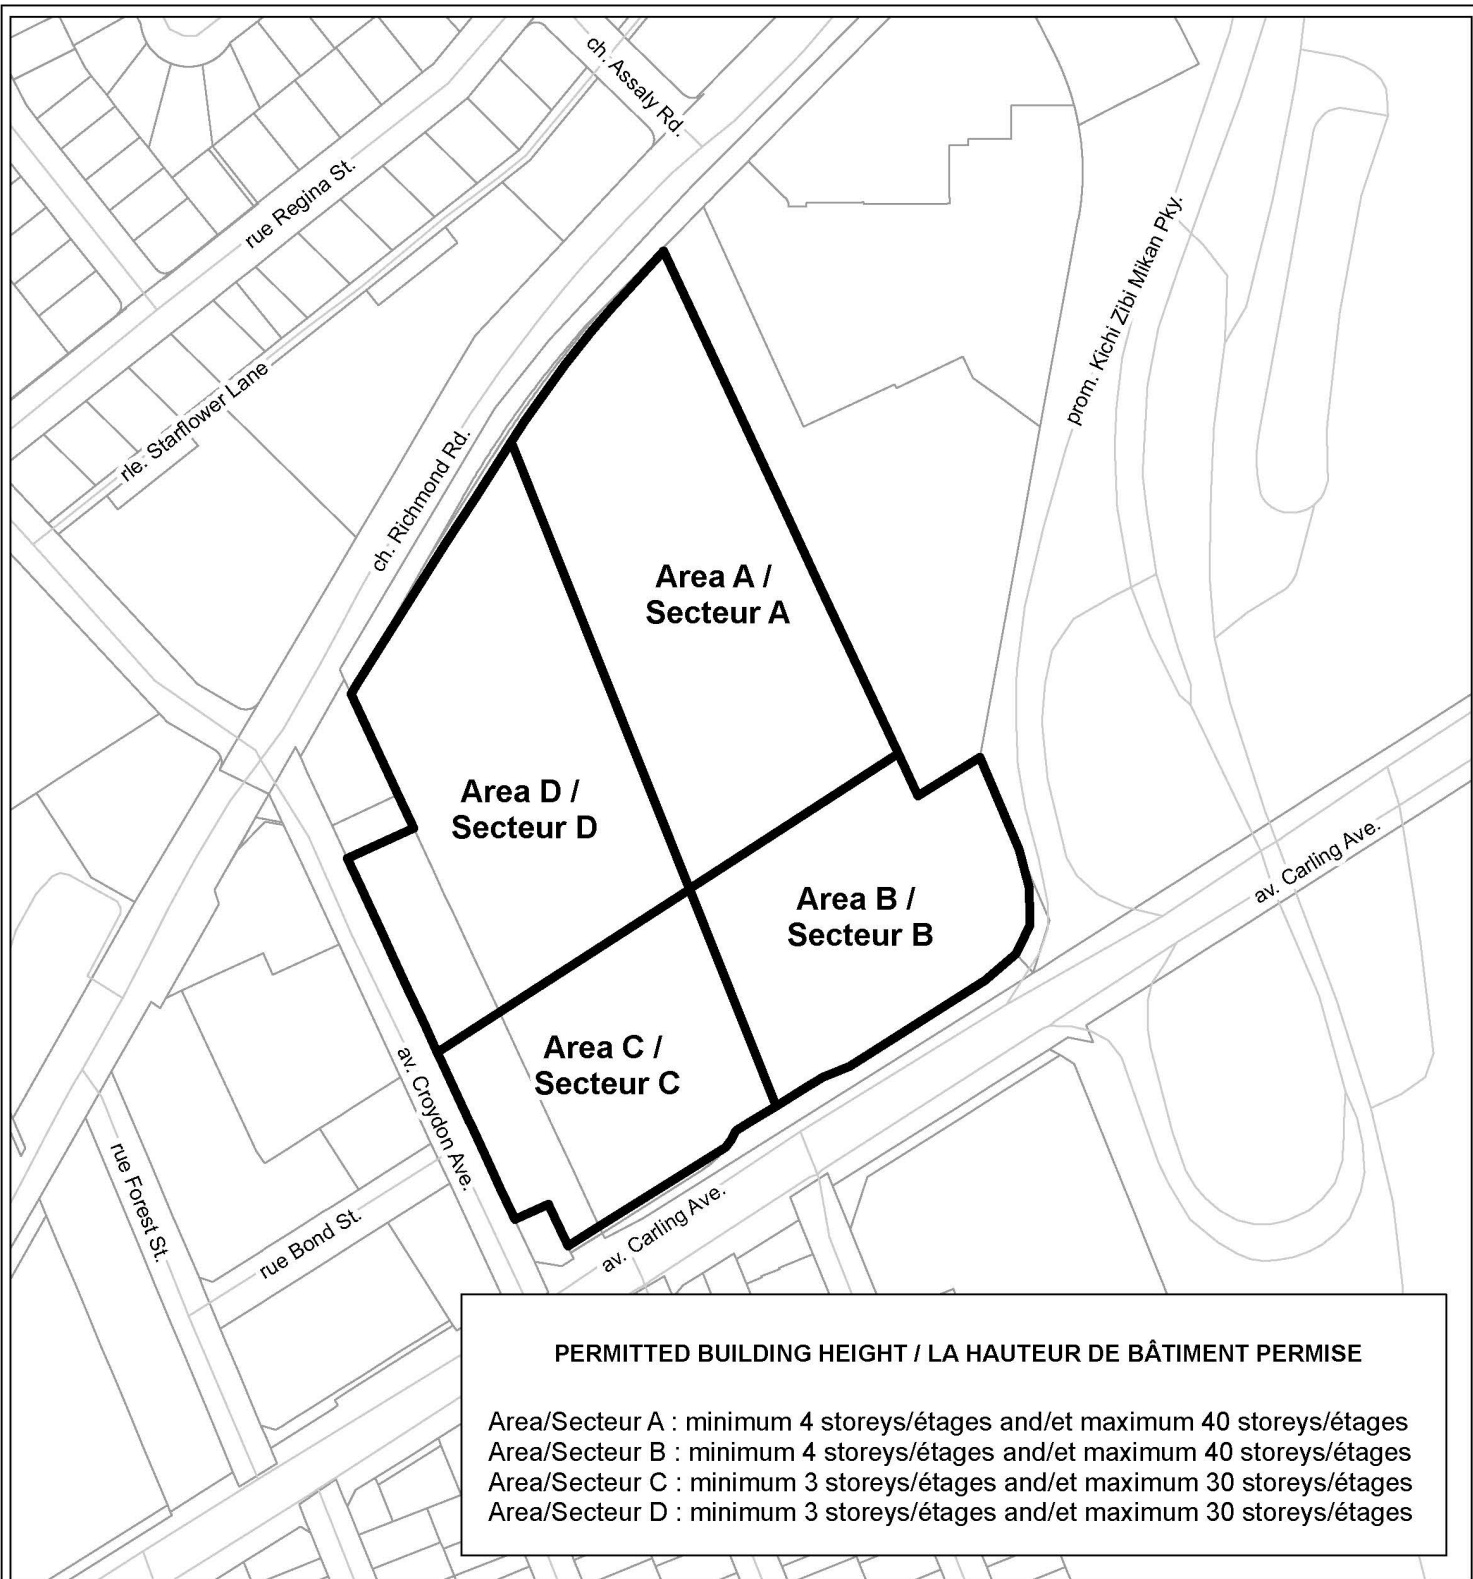 ch. Assaly Rd.
rue Regina St.
prom. Kichi Zibi Mikan Pky.
rle. Starflower Lane
ch. Richmond Rd.
Area A /
Secteur A
Area D /
Secteur D
av. Carling Ave.
Area B /
Secteur B
Area C /
Secteur C
av. Croydon Ave.
rue Forest St.
rue Bond St.
av. Carling Ave.
PERMITTED BUILDING HEIGHT / LA HAUTEUR DE BÂTIMENT PERMISE
Area/Secteur A : minimum 4 storeys/étages and/et maximum 40 storeys/étages
Area/Secteur B : minimum 4 storeys/étages and/et maximum 40 storeys/étages
Area/Secteur C : minimum 3 storeys/étages and/et maximum 30 storeys/étages
Area/Secteur D : minimum 3 storeys/étages and/et maximum 30 storeys/étages